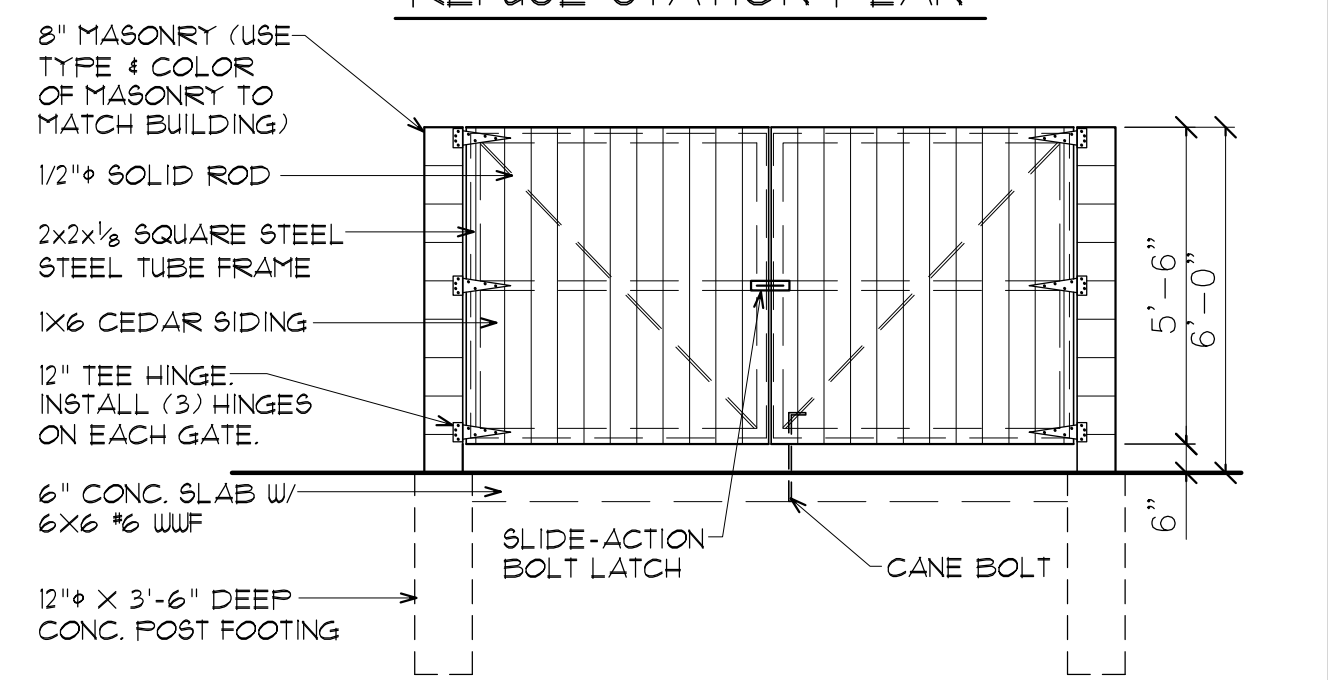 REFUSE STATION PLAN
8" MASONRY (USE
TYPE & COLOR
OF MASONRY TO
MATCH BUILDING)
1/2"ϕ SOLID ROD
2x2x1/8 SQUARE STEEL
STEEL TUBE FRAME
1X6 CEDAR SIDING
12" TEE HINGE.
INSTALL (3) HINGES
ON EACH GATE.
6" CONC. SLAB W/
6X6 #6 WWF
12"ϕ X 3'-6" DEEP
CONC. POST FOOTING
SLIDE-ACTION
BOLT LATCH
CANE BOLT
5'-6"
6'-0"
6"